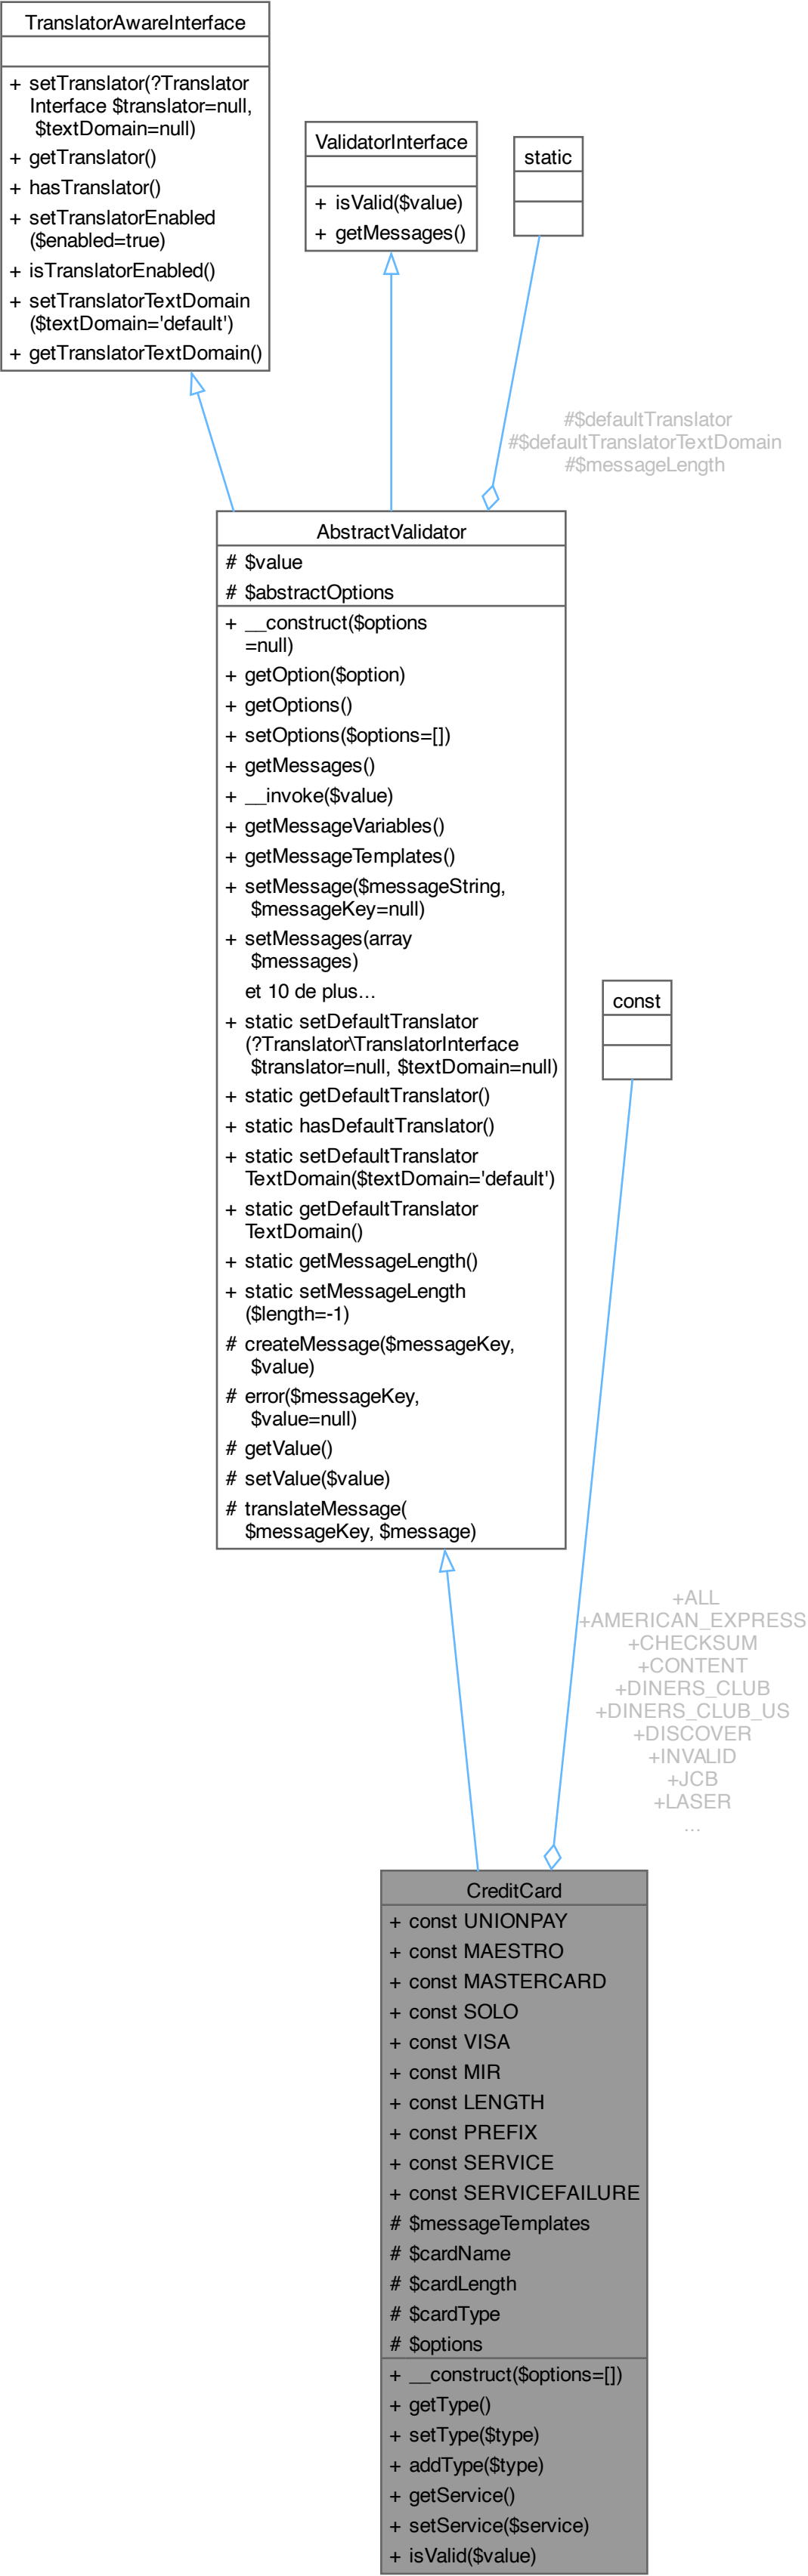 TranslatorAwareInterface
+ setTranslator(?Translator
Interface $translator=null,
$textDomain=null)
+ getTranslator()
+ hasTranslator()
+ setTranslatorEnabled
($enabled=true)
+ isTranslatorEnabled()
+ setTranslatorTextDomain
($textDomain='default')
+ getTranslatorTextDomain()
ValidatorInterface
+ isValid($value)
+ getMessages()
static
#$defaultTranslator
#$defaultTranslatorTextDomain
#$messageLength
AbstractValidator
# $value
# $abstractOptions
+ __construct($options
=null)
+ getOption($option)
+ getOptions()
+ setOptions($options=[])
+ getMessages()
+ __invoke($value)
+ getMessageVariables()
+ getMessageTemplates()
+ setMessage($messageString,
$messageKey=null)
+ setMessages(array
$messages)
et 10 de plus...
+ static setDefaultTranslator
(?Translator\TranslatorInterface
$translator=null, $textDomain=null)
+ static getDefaultTranslator()
+ static hasDefaultTranslator()
+ static setDefaultTranslator
TextDomain($textDomain='default')
+ static getDefaultTranslator
TextDomain()
+ static getMessageLength()
+ static setMessageLength
($length=-1)
# createMessage($messageKey,
$value)
# error($messageKey,
$value=null)
# getValue()
# setValue($value)
# translateMessage(
$messageKey, $message)
const
+ALL
+AMERICAN_EXPRESS
+CHECKSUM
+CONTENT
+DINERS_CLUB
+DINERS_CLUB_US
+DISCOVER
+INVALID
+JCB
+LASER
...
CreditCard
+ const UNIONPAY
+ const MAESTRO
+ const MASTERCARD
+ const SOLO
+ const VISA
+ const MIR
+ const LENGTH
+ const PREFIX
+ const SERVICE
+ const SERVICEFAILURE
# $messageTemplates
# $cardName
# $cardLength
# $cardType
# $options
+ __construct($options=[])
+ getType()
+ setType($type)
+ addType($type)
+ getService()
+ setService($service)
+ isValid($value)